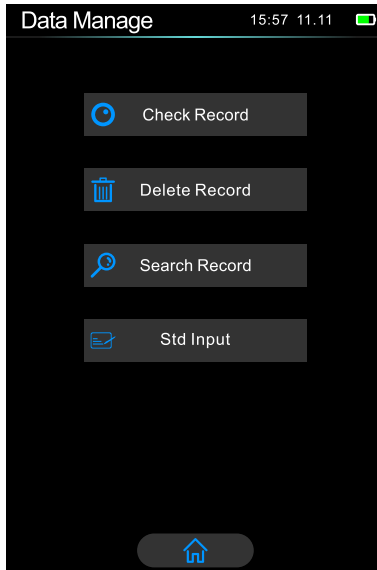 Data Manage 15:57 11.11
Check Record
Delete Record
Search Record
Std Input